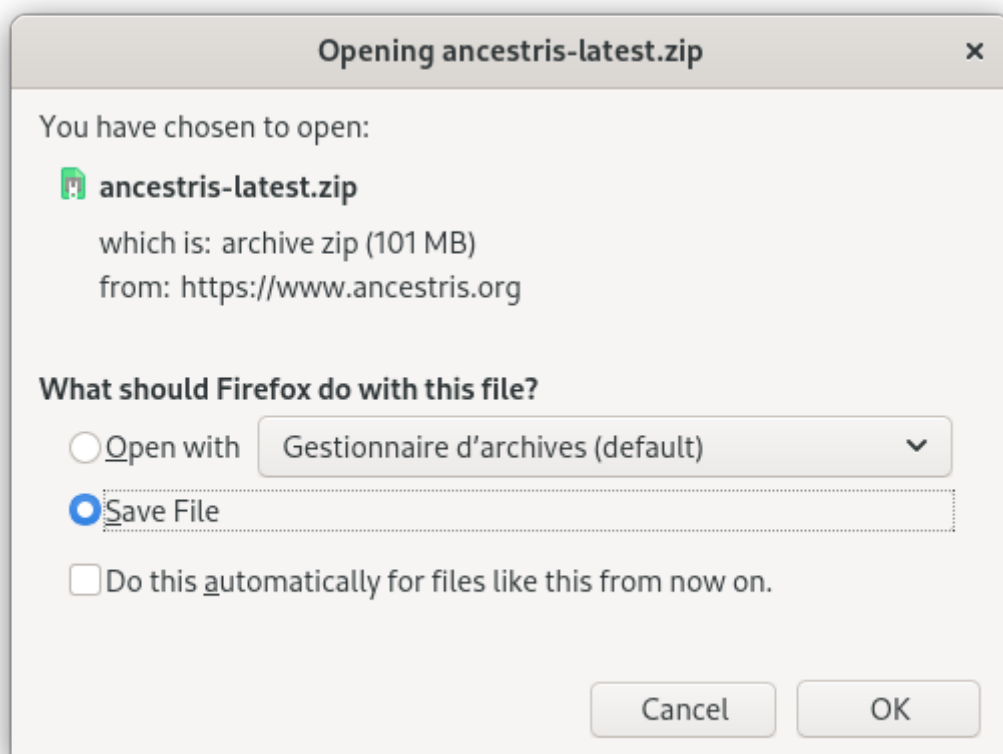 Opening ancestris-latest.zip ×
You have chosen to open:
ancestris-latest.zip
which is: archive zip (101 MB)
from: https://www.ancestris.org
What should Firefox do with this file?
Open with Gestionnaire d’archives (default)
Save File
Do this automatically for files like this from now on.
Cancel OK